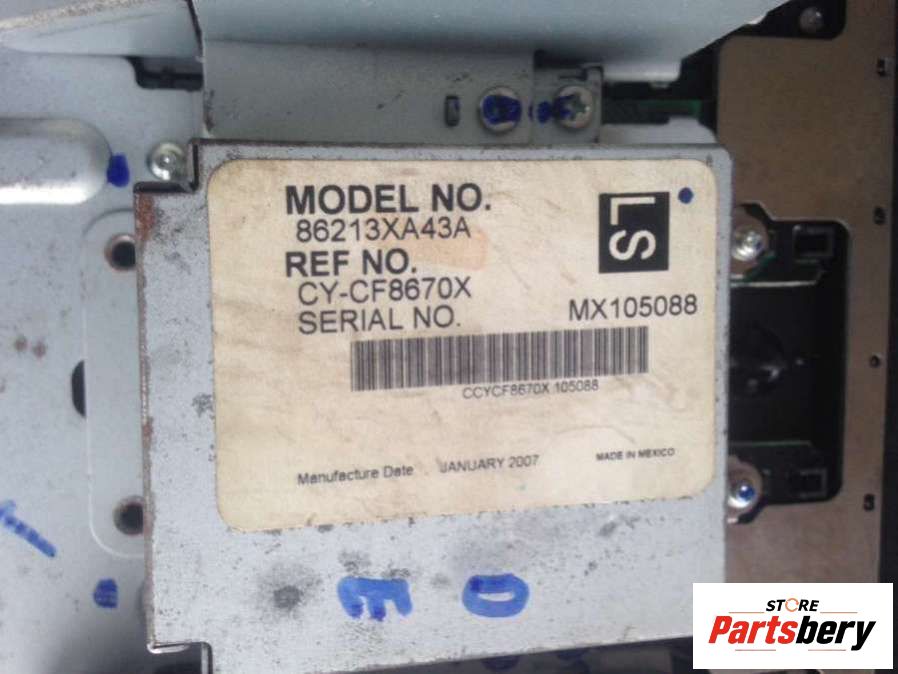 MODEL NO.
86213XA43A
REF NO.
CY-CF8670X
SERIAL NO.
MX105088
LS
CCYCF8670X 105088
Manufacture Date JANUARY 2007
MADE IN MEXICO
STORE
Partsbery